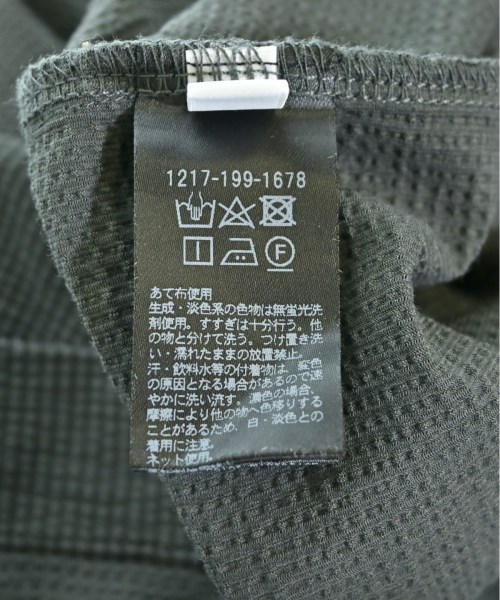 1217-199-1678
F
あて布使用
生成・淡色系の色物は無蛍光洗
剤使用。すすぎは十分行う。他
の物と分けて洗う。つけ置き洗
い・濡れたままの放置禁止。
汗・飲料水等の付着物は、変色
の原因となる場合があるので速
やかに洗い流す。濃色の場合、
摩擦により他の物へ色移りする
ことがあるため、白・淡色との
着用に注意。
ネット使用。